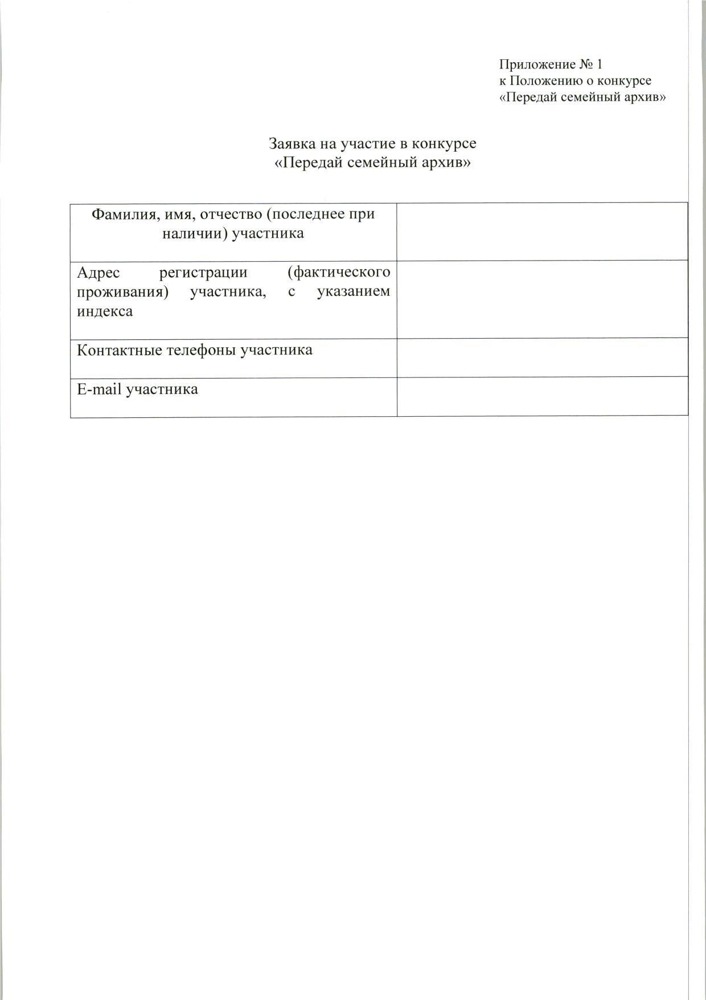 Приложение № 1
к Положению о конкурсе
«Передай семейный архив»
Заявка на участие в конкурсе
«Передай семейный архив»
Фамилия, имя, отчество (последнее при
наличии) участника
Адрес регистрации (фактического
проживания) участника, с указанием
индекса
Контактные телефоны участника
E-mail участника